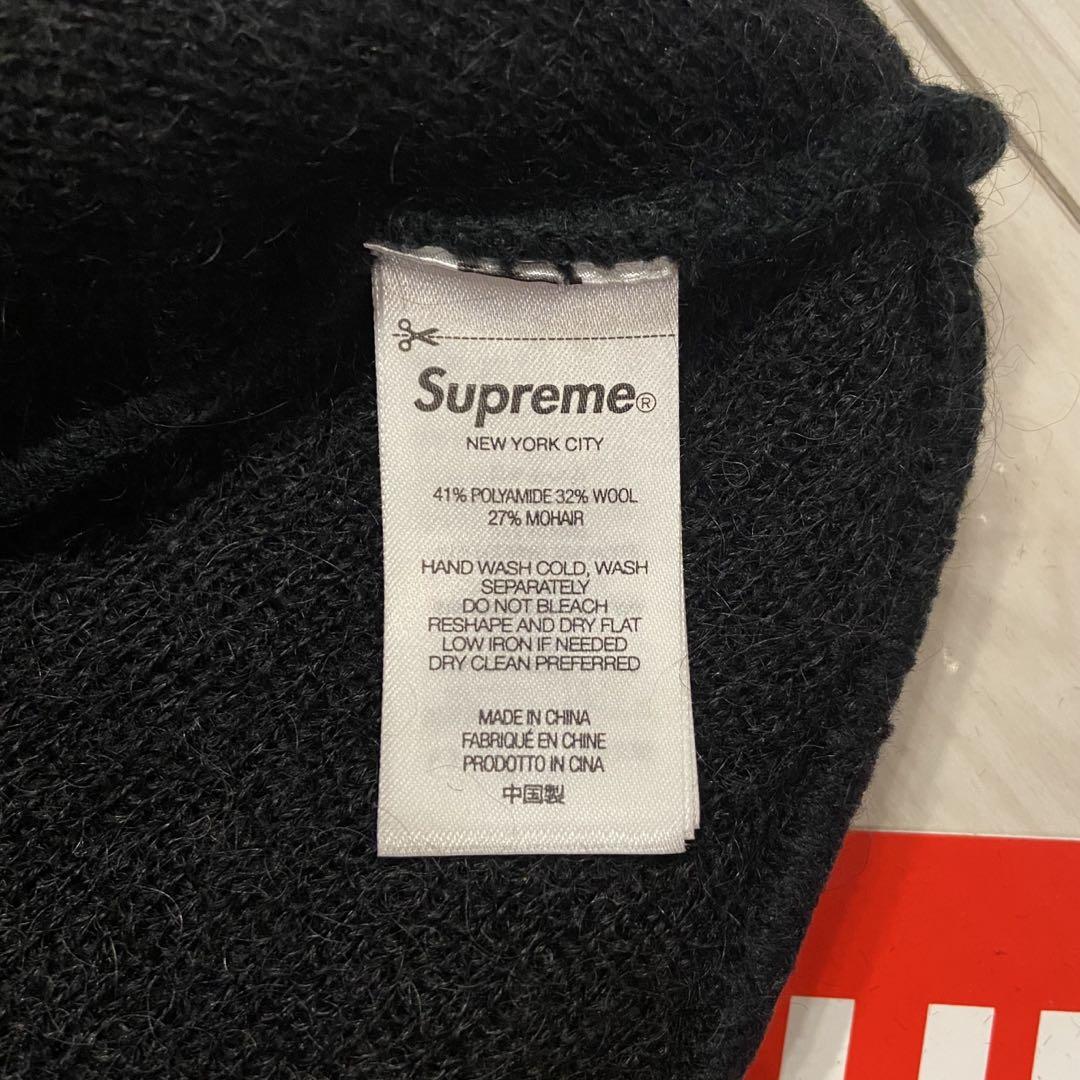 Supreme®
NEW YORK CITY
41% POLYAMIDE 32% WOOL
27% MOHAIR
HAND WASH COLD, WASH
SEPARATELY
DO NOT BLEACH
RESHAPE AND DRY FLAT
LOW IRON IF NEEDED
DRY CLEAN PREFERRED
MADE IN CHINA
FABRIQUÉ EN CHINE
PRODOTTO IN CINA
中国製